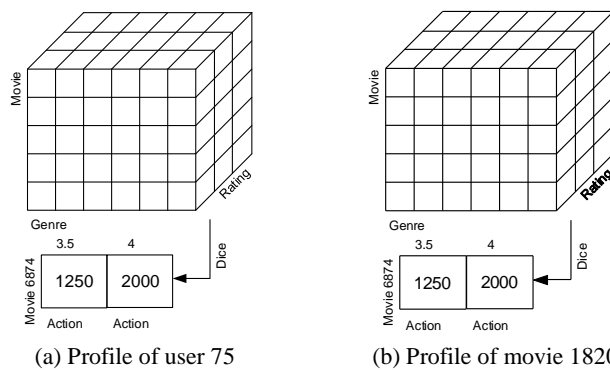 Movie
Rating
Genre
3.5
4
Dice
Movie 6874
1250
2000
Action
Action
(a) Profile of user 75
Movie
Rating
Genre
3.5
4
Dice
Movie 6874
1250
2000
Action
Action
(b) Profile of movie 1820